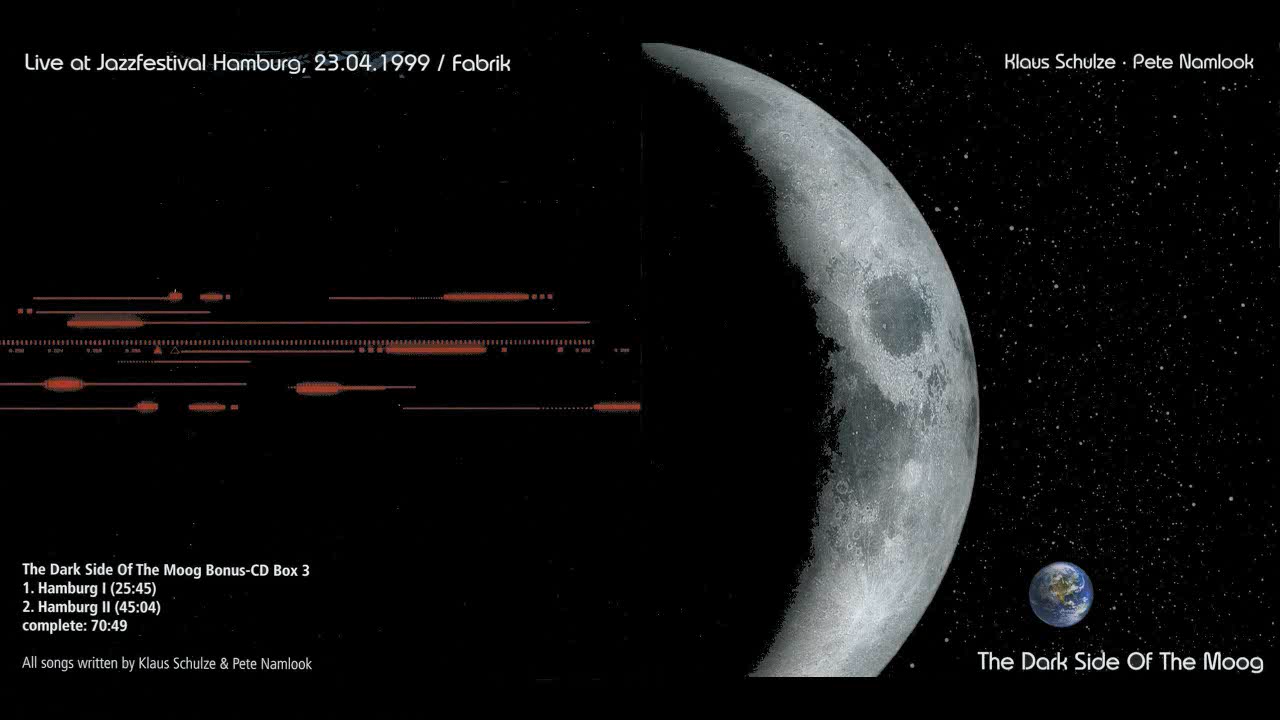 Live at Jazzfestival Hamburg, 23.04.1999 / Fabrik
Klaus Schulze · Pete Namlook
The Dark Side Of The Moog Bonus-CD Box 3
1. Hamburg I (25:45)
2. Hamburg II (45:04)
complete: 70:49
All songs written by Klaus Schulze & Pete Namlook
The Dark Side Of The Moog